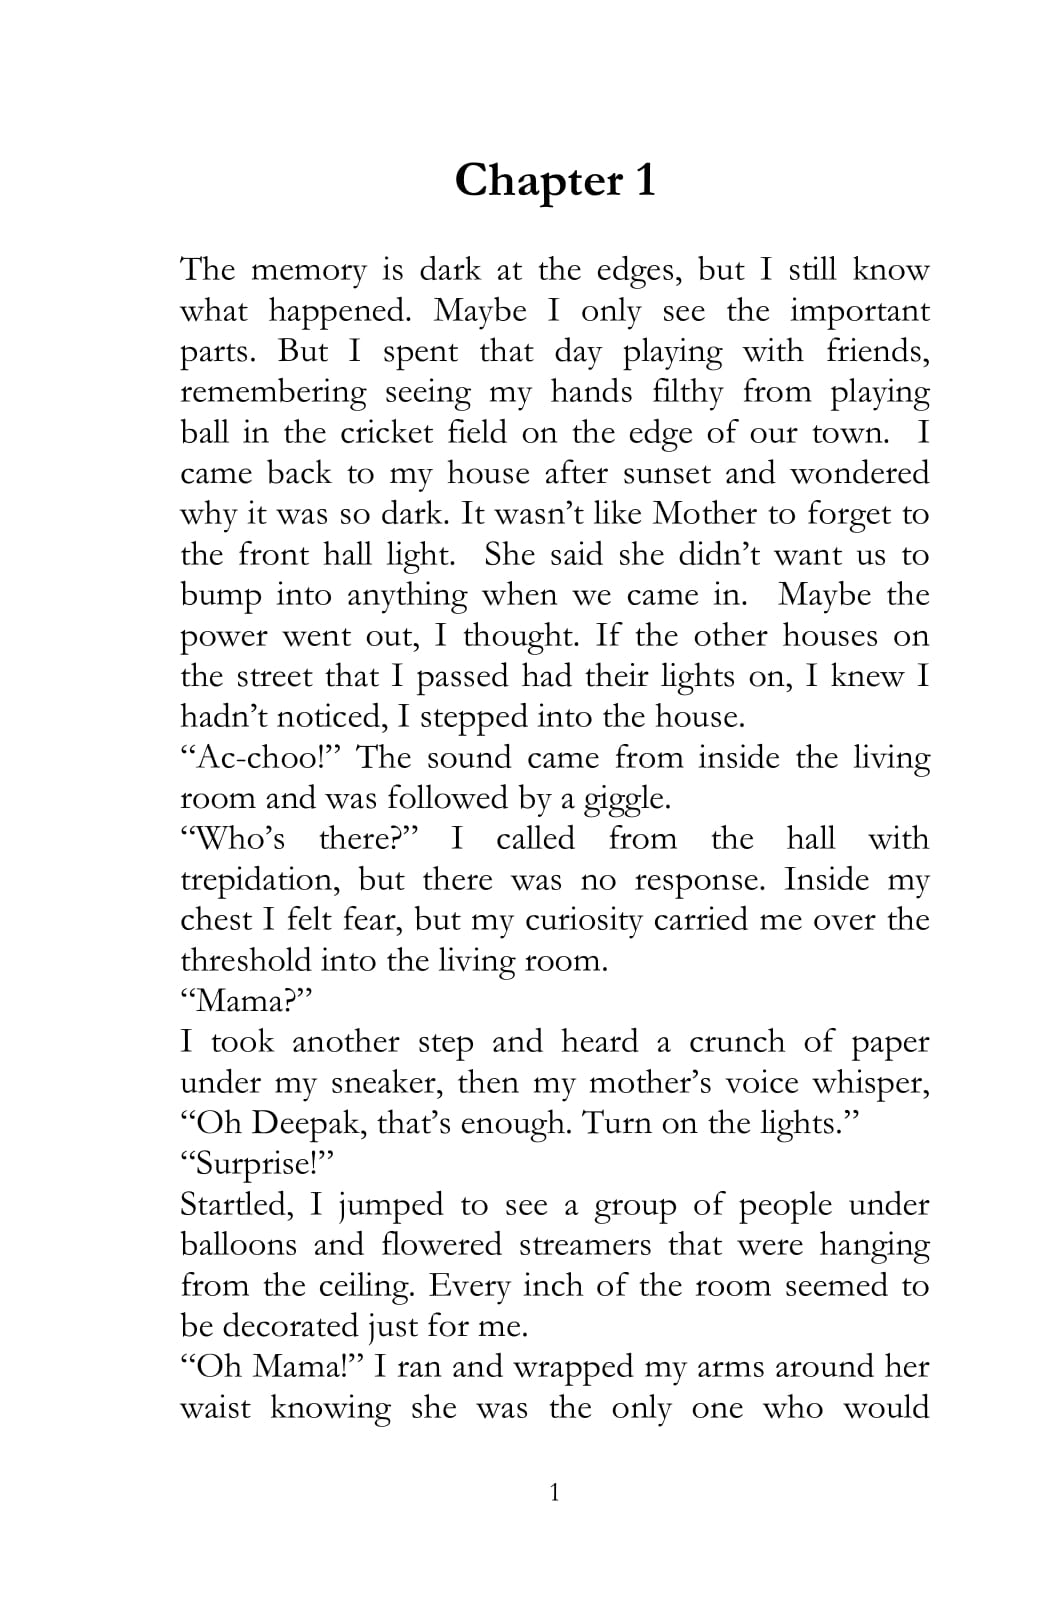 Chapter 1
The memory is dark at the edges, but I still know
what happened. Maybe I only see the important
parts. But I spent that day playing with friends,
remembering seeing my hands filthy from playing
ball in the cricket field on the edge of our town.  I
came back to my house after sunset and wondered
why it was so dark. It wasn’t like Mother to forget to
the front hall light.  She said she didn’t want us to
bump into anything when we came in.  Maybe the
power went out, I thought. If the other houses on
the street that I passed had their lights on, I knew I
hadn’t noticed, I stepped into the house.
“Ac-choo!” The sound came from inside the living
room and was followed by a giggle.
“Who’s there?” I called from the hall with
trepidation, but there was no response. Inside my
chest I felt fear, but my curiosity carried me over the
threshold into the living room.
“Mama?”
I took another step and heard a crunch of paper
under my sneaker, then my mother’s voice whisper,
“Oh Deepak, that’s enough. Turn on the lights.”
“Surprise!”
Startled, I jumped to see a group of people under
balloons and flowered streamers that were hanging
from the ceiling. Every inch of the room seemed to
be decorated just for me.
“Oh Mama!” I ran and wrapped my arms around her
waist knowing she was the only one who would
1